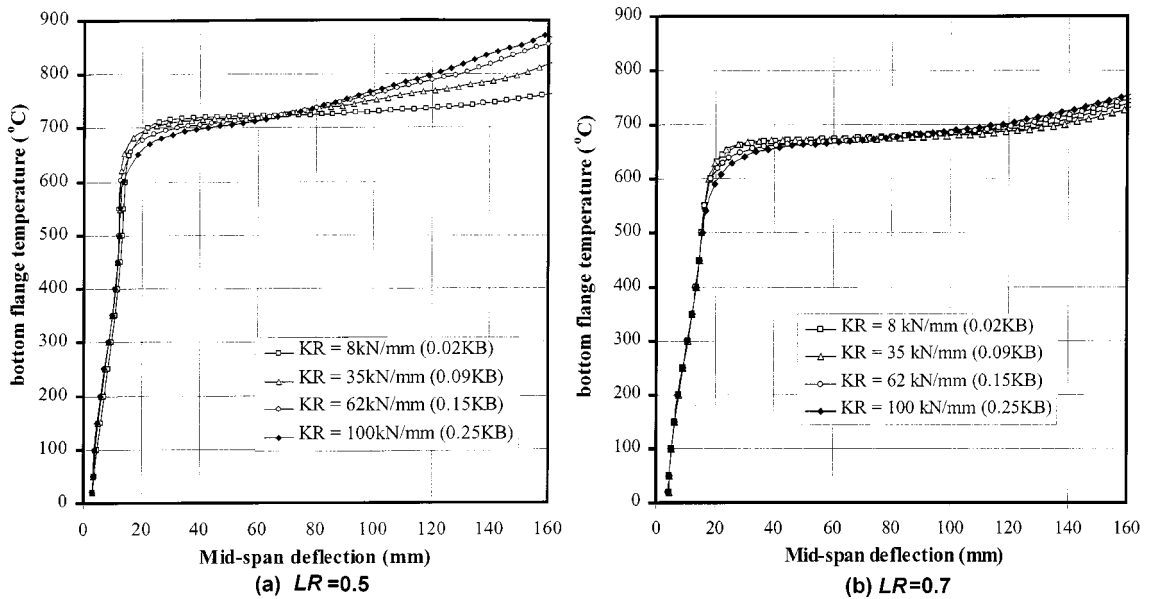 900
800
700
600
500
400
300
200
100
0
bottom flange temperature (°C)
KR = 8kN/mm (0.02KB)
KR = 35kN/mm (0.09KB)
KR = 62kN/mm (0.15KB)
KR = 100kN/mm (0.25KB)
0 20 40 60 80 100 120 140 160
Mid-span deflection (mm)
(a) LR=0.5
900
800
700
600
500
400
300
200
100
0
bottom flange temperature (°C)
KR = 8 kN/mm (0.02KB)
KR = 35 kN/mm (0.09KB)
KR = 62 kN/mm (0.15KB)
KR = 100 kN/mm (0.25KB)
0 20 40 60 80 100 120 140 160
Mid-span deflection (mm)
(b) LR=0.7